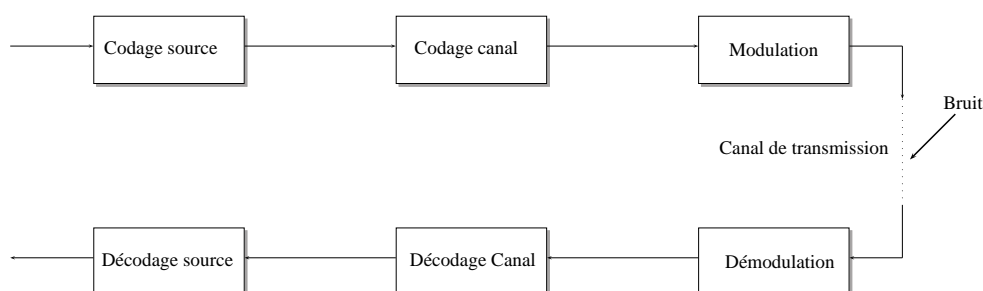 Codage source
Codage canal
Modulation
Bruit
Canal de transmission
Décodage source
Décodage Canal
Démodulation